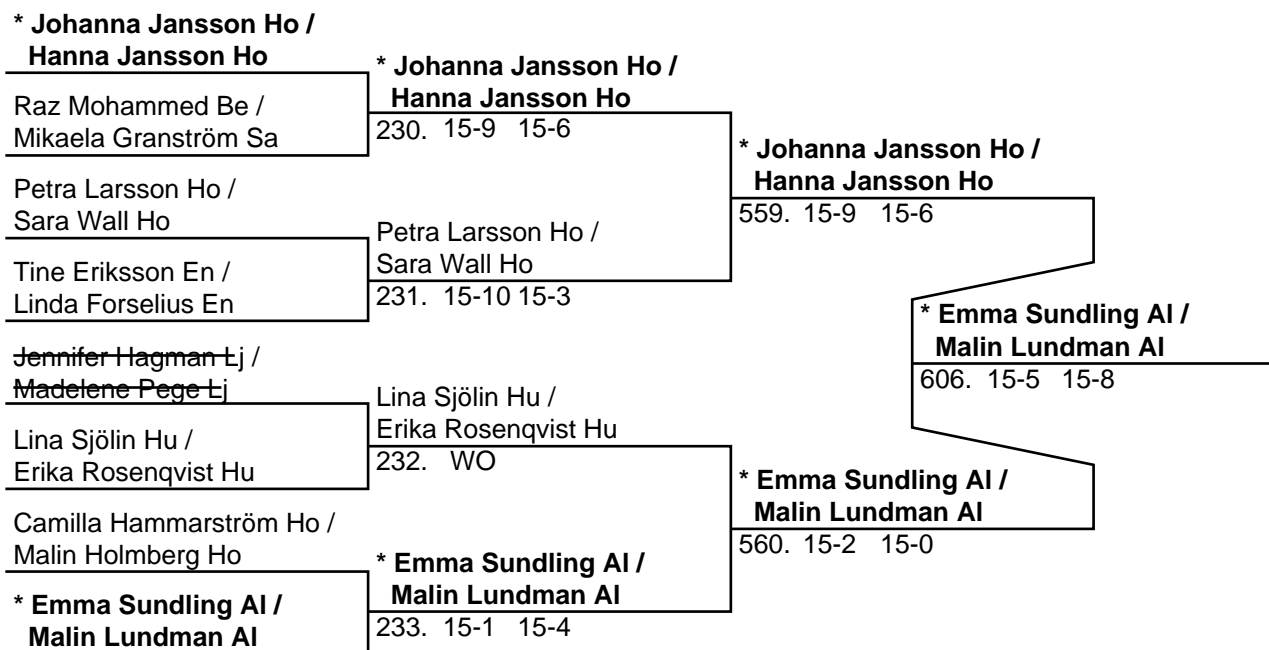 * Johanna Jansson Ho /
Hanna Jansson Ho
Raz Mohammed Be /
Mikaela Granström Sa
Petra Larsson Ho /
Sara Wall Ho
Tine Eriksson En /
Linda Forselius En
Jennifer Hagman Lj /
Madelene Pege Lj
Lina Sjölin Hu /
Erika Rosenqvist Hu
Camilla Hammarström Ho /
Malin Holmberg Ho
* Emma Sundling Al /
Malin Lundman Al
* Johanna Jansson Ho /
Hanna Jansson Ho
230. 15-9 15-6
Petra Larsson Ho /
Sara Wall Ho
231. 15-10 15-3
Lina Sjölin Hu /
Erika Rosenqvist Hu
232. WO
* Emma Sundling Al /
Malin Lundman Al
233. 15-1 15-4
* Johanna Jansson Ho /
Hanna Jansson Ho
559. 15-9 15-6
* Emma Sundling Al /
Malin Lundman Al
560. 15-2 15-0
* Emma Sundling Al /
Malin Lundman Al
606. 15-5 15-8